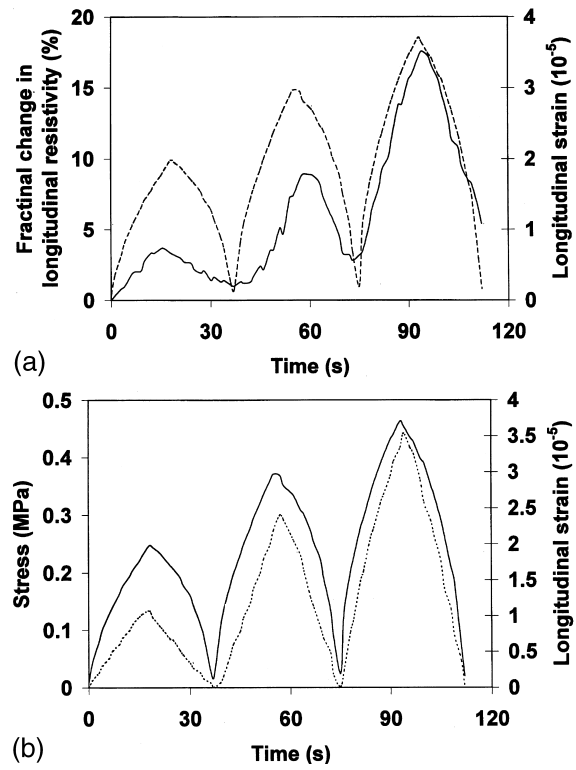 Fractinal change in
longitudinal resistivity (%)
20
15
10
5
0
4
3
2
1
0
Longitudinal strain (10-5)
0 30 60 90 120
Time (s)
(a)
Stress (MPa)
0.5
0.4
0.3
0.2
0.1
0
4
3.5
3
2.5
2
1.5
1
0.5
0
Longitudinal strain (10-5)
0 30 60 90 120
Time (s)
(b)